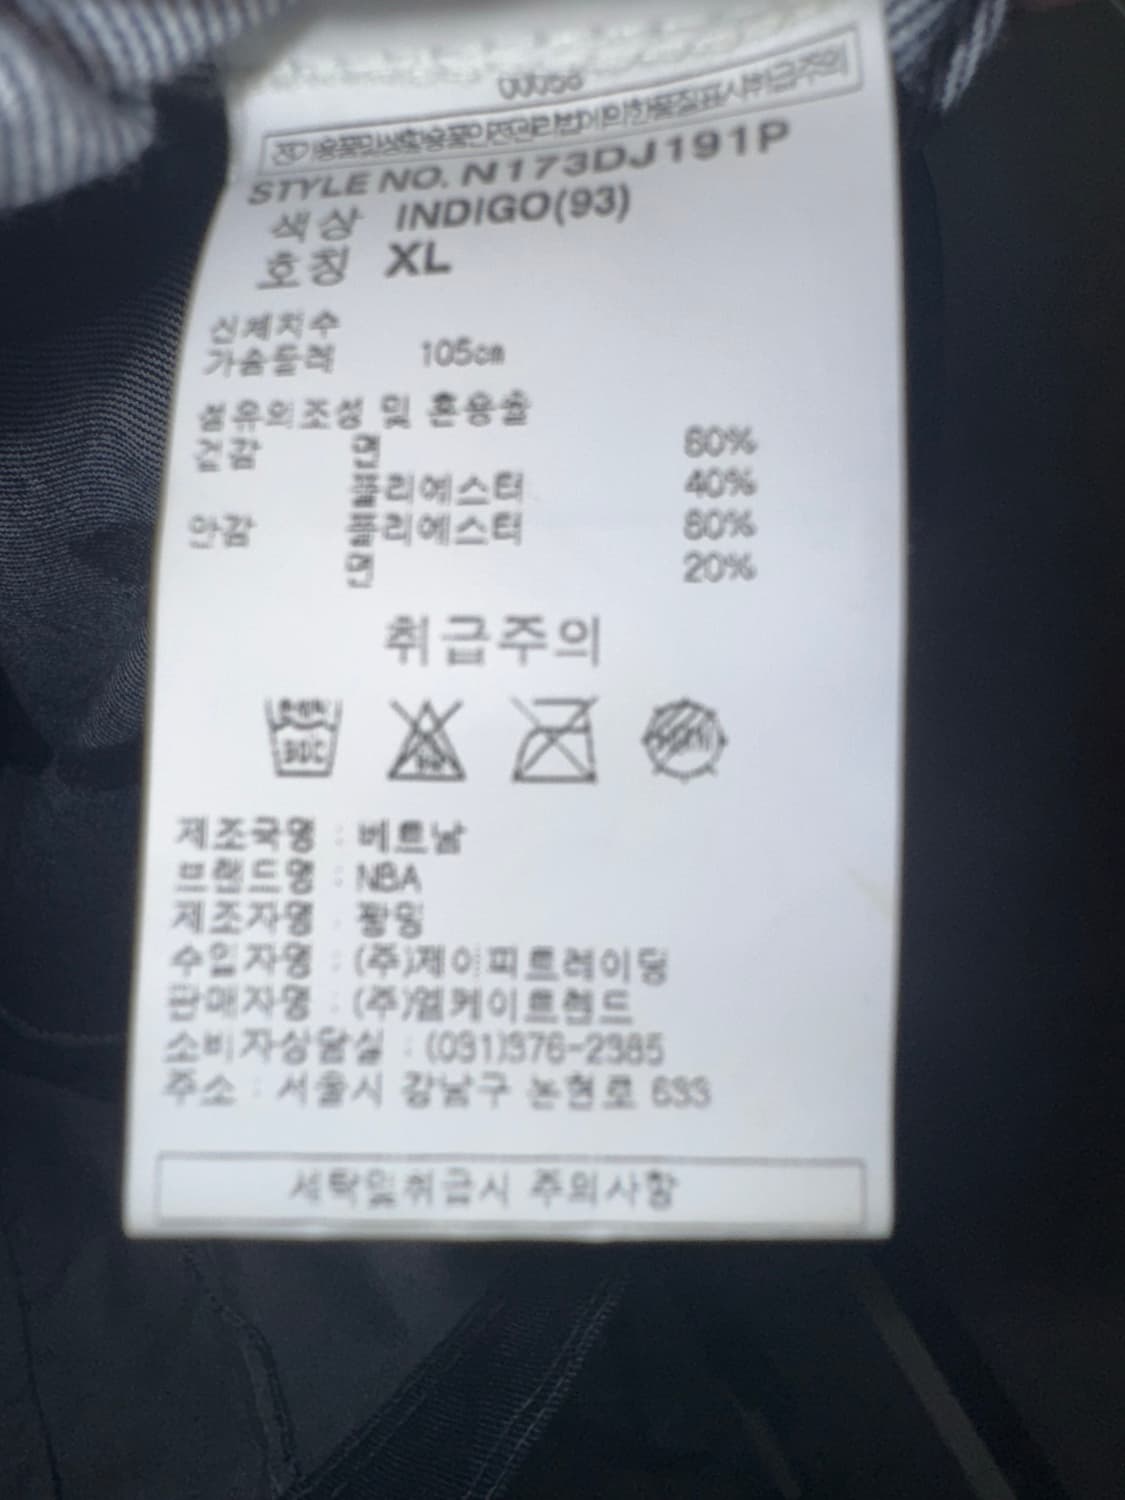 STYLE NO. N173DJ191P
색상 INDIGO(93)
호칭 XL
신체치수
가슴둘레 105cm
섬유의조성 및 혼용율
겉감 면 60%
폴리에스터 40%
안감 폴리에스터 80%
면 20%
취급주의
30℃
제조국명 : 베트남
브랜드명 : NBA
제조자명 :
수입자명 : (주)제이피트레이딩
판매자명 : (주)엠케이트렌드
소비자상담실 : (031)376-2385
주소 : 서울시 강남구 논현로 633
세탁및취급시 주의사항